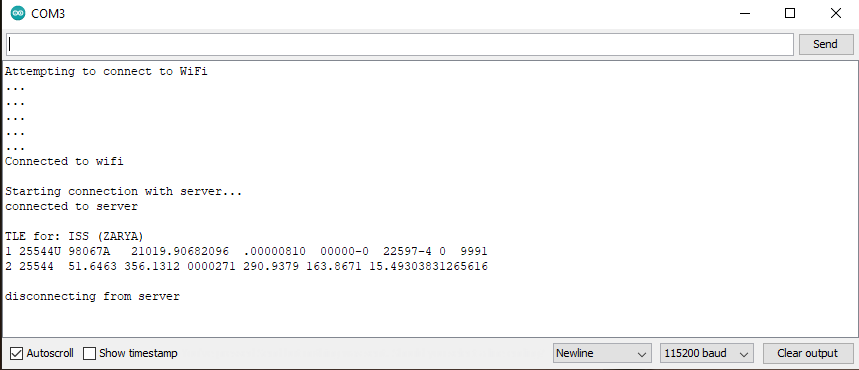 COM3
Send
Attempting to connect to WiFi
...
...
...
...
...
Connected to wifi
Starting connection with server...
connected to server
TLE for: ISS (ZARYA)
1 25544U 98067A   21019.90682096  .00000810  00000-0  22597-4 0  9991
2 25544  51.6463 356.1312 0000271 290.9379 163.8671 15.49303831265616
disconnecting from server
Autoscroll Show timestamp Newline 115200 baud Clear output